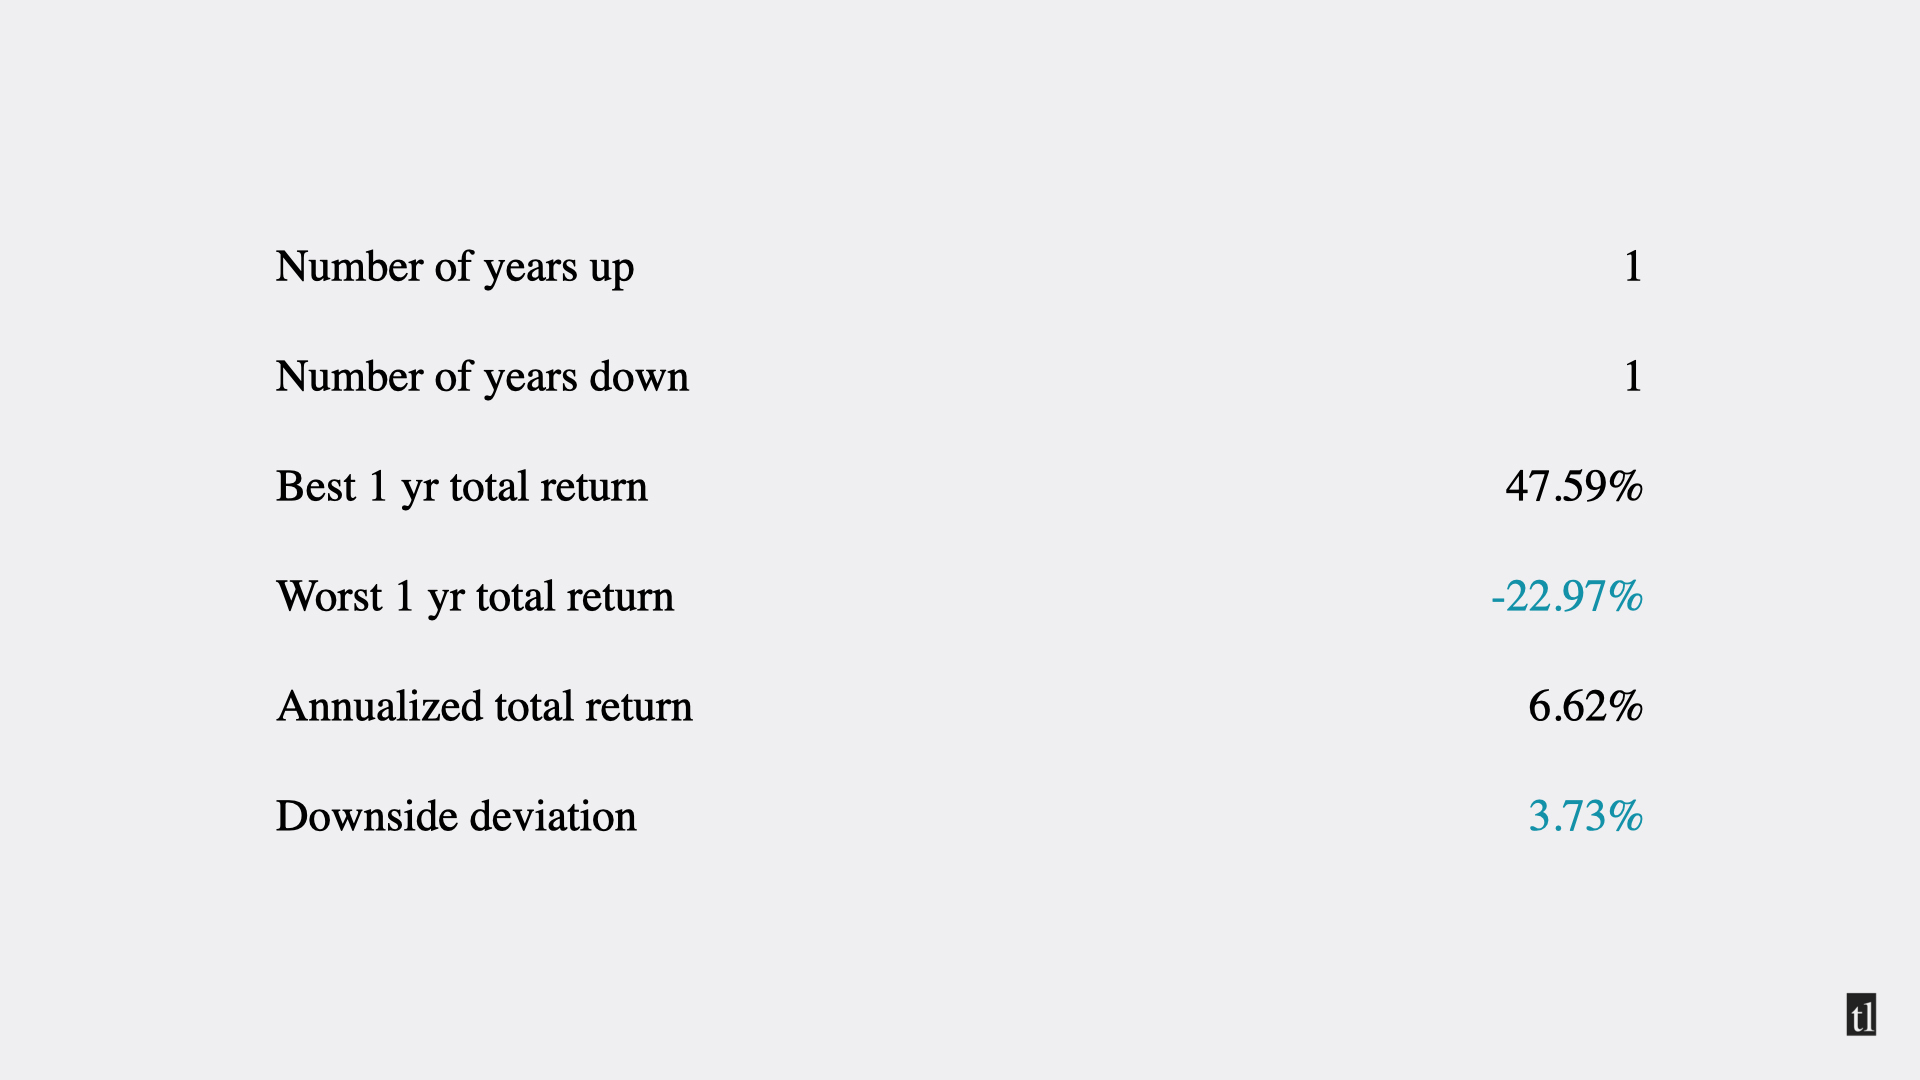 Number of years up 1
Number of years down 1
Best 1 yr total return 47.59%
Worst 1 yr total return -22.97%
Annualized total return 6.62%
Downside deviation 3.73%
tl